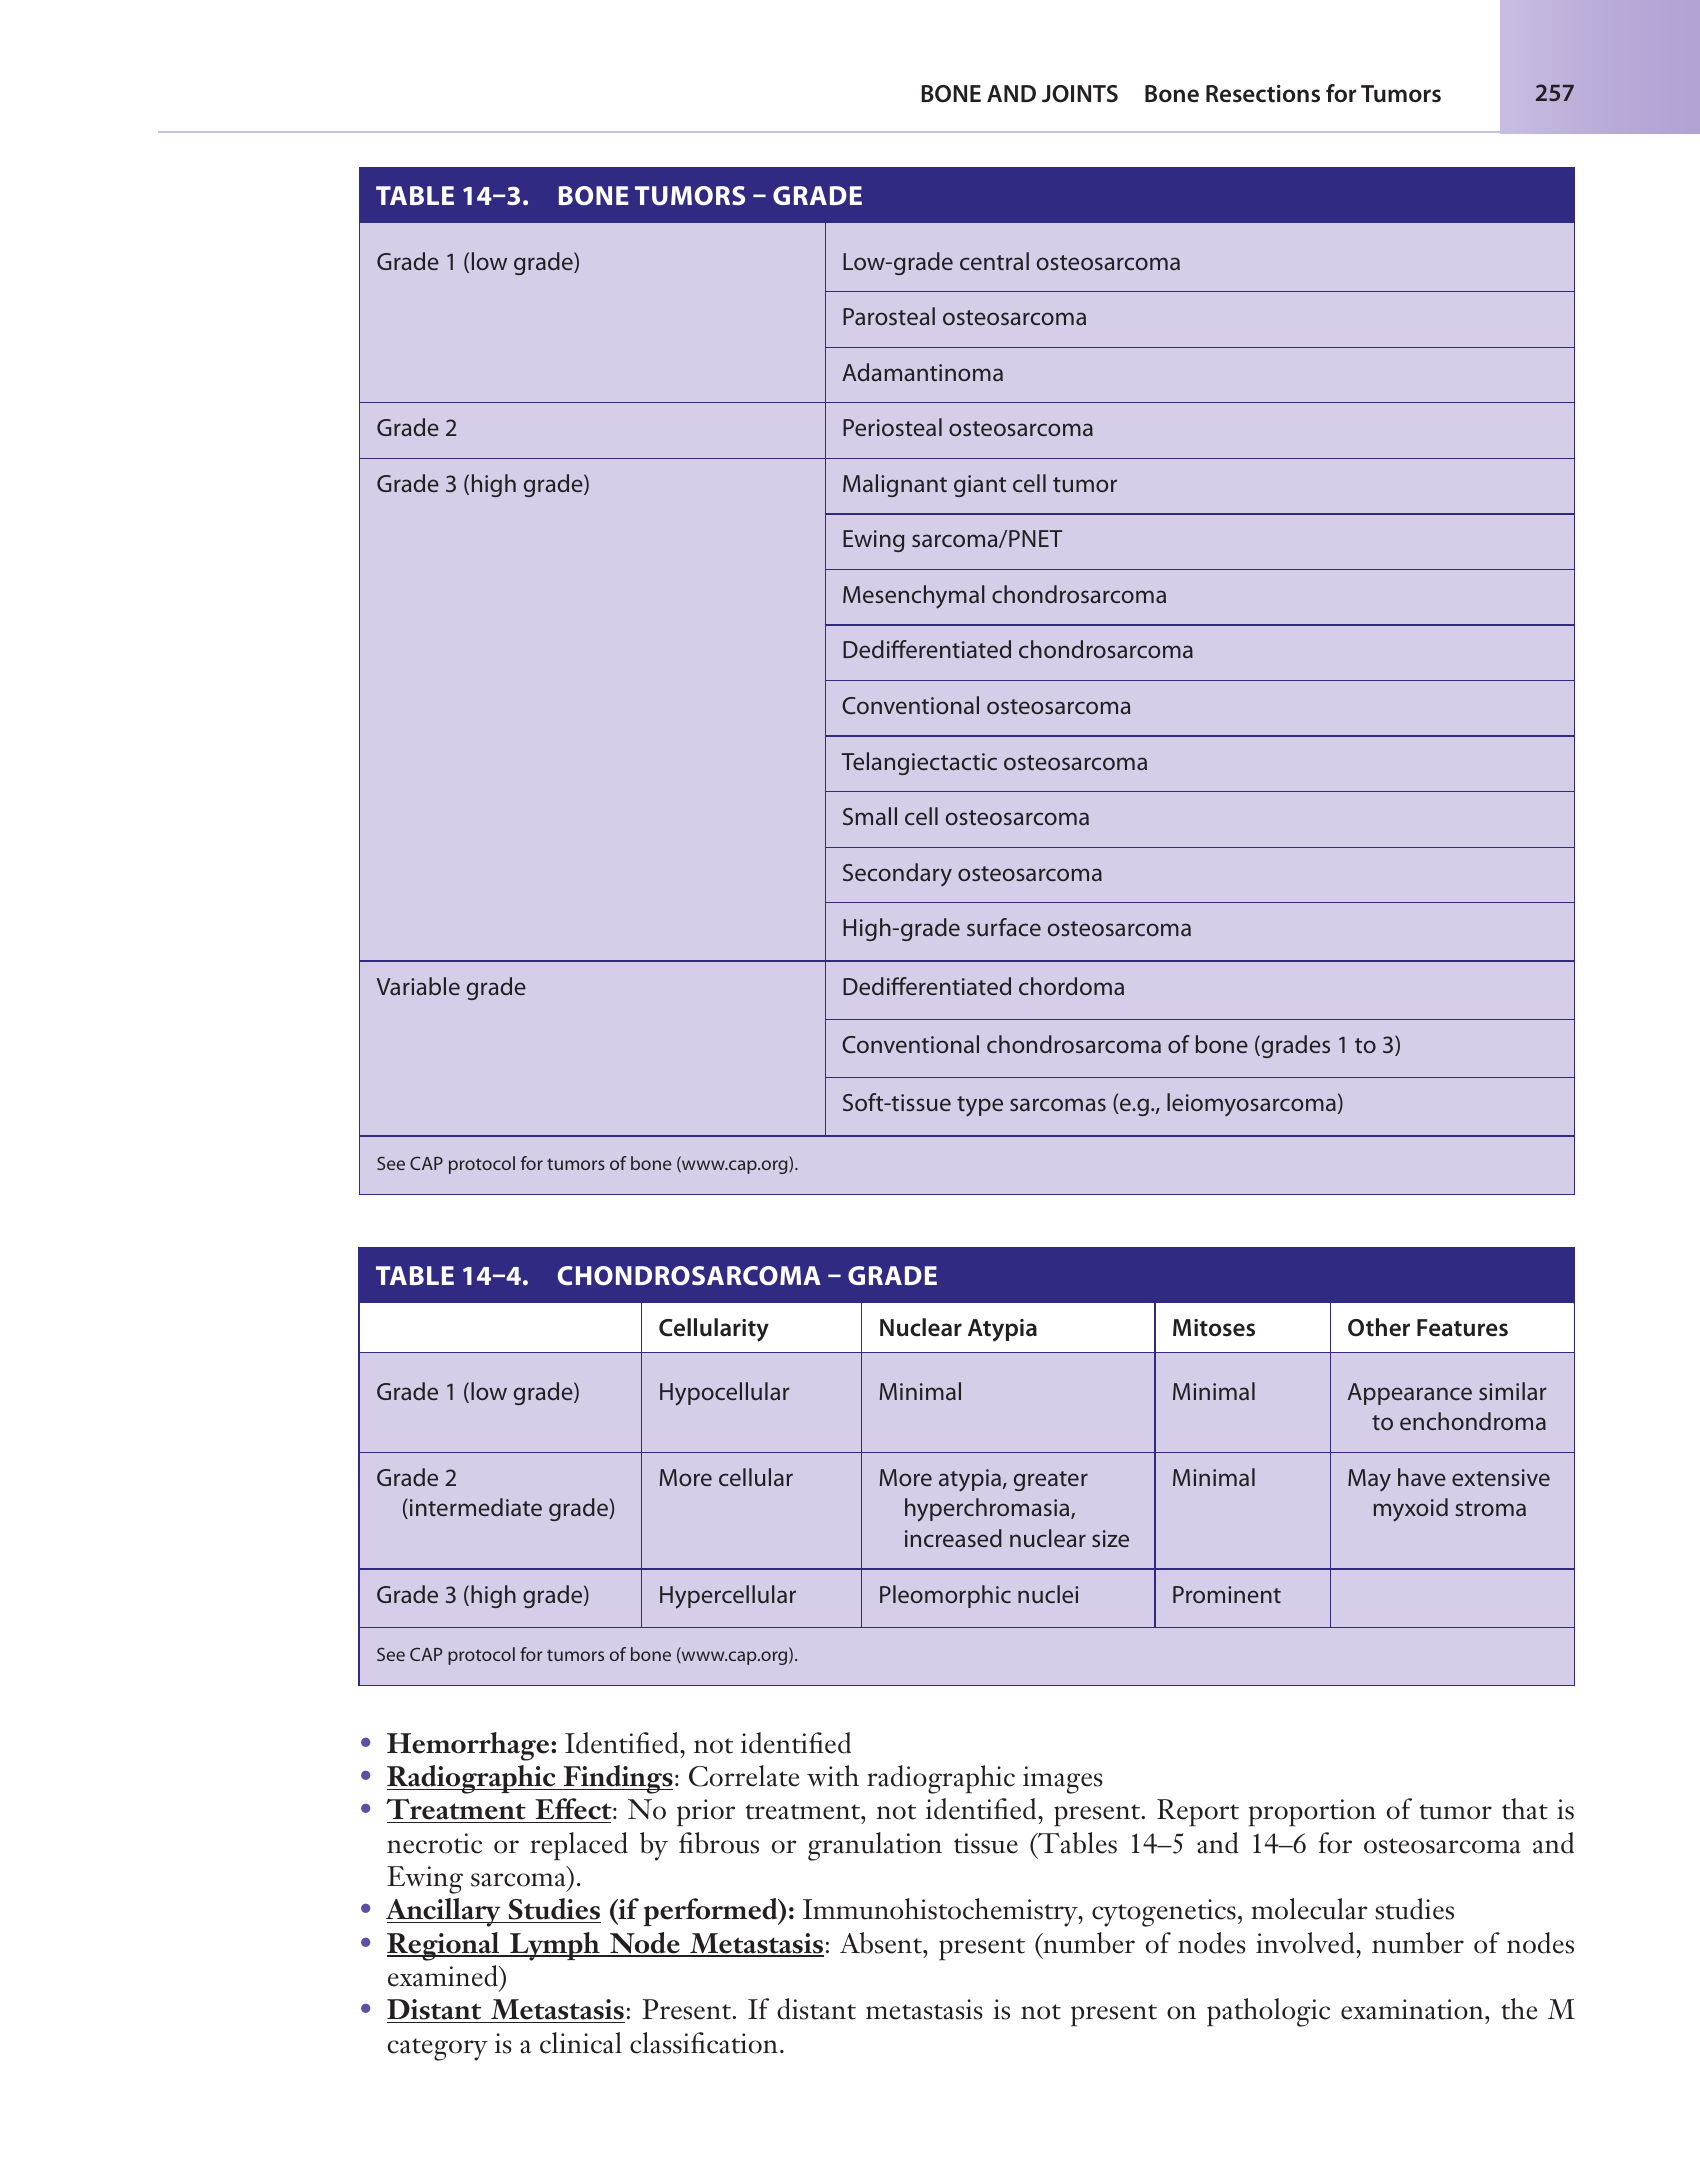 BONE AND JOINTS Bone Resections for Tumors 257
TABLE 14–3. BONE TUMORS – GRADE
Grade 1 (low grade) Low-grade central osteosarcoma
Parosteal osteosarcoma
Adamantinoma
Grade 2 Periosteal osteosarcoma
Grade 3 (high grade) Malignant giant cell tumor
Ewing sarcoma/PNET
Mesenchymal chondrosarcoma
Dedifferentiated chondrosarcoma
Conventional osteosarcoma
Telangiectactic osteosarcoma
Small cell osteosarcoma
Secondary osteosarcoma
High-grade surface osteosarcoma
Variable grade Dedifferentiated chordoma
Conventional chondrosarcoma of bone (grades 1 to 3)
Soft-tissue type sarcomas (e.g., leiomyosarcoma)
See CAP protocol for tumors of bone (www.cap.org).
TABLE 14–4. CHONDROSARCOMA – GRADE
Cellularity Nuclear Atypia Mitoses Other Features
Grade 1 (low grade) Hypocellular Minimal Minimal Appearance similar
to enchondroma
Grade 2 More cellular More atypia, greater Minimal May have extensive
(intermediate grade) hyperchromasia, myxoid stroma
increased nuclear size
Grade 3 (high grade) Hypercellular Pleomorphic nuclei Prominent
See CAP protocol for tumors of bone (www.cap.org).
• Hemorrhage: Identified, not identified
• Radiographic Findings: Correlate with radiographic images
• Treatment Effect: No prior treatment, not identified, present. Report proportion of tumor that is
necrotic or replaced by fibrous or granulation tissue (Tables 14–5 and 14–6 for osteosarcoma and
Ewing sarcoma).
• Ancillary Studies (if performed): Immunohistochemistry, cytogenetics, molecular studies
• Regional Lymph Node Metastasis: Absent, present (number of nodes involved, number of nodes
examined)
• Distant Metastasis: Present. If distant metastasis is not present on pathologic examination, the M
category is a clinical classification.